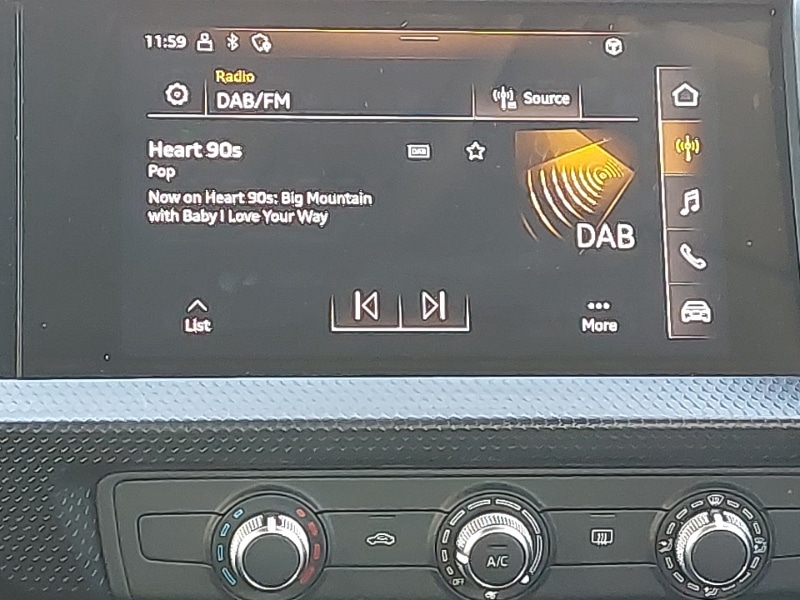 11:59
Radio
DAB/FM
Source
Heart 90s
DAB
Pop
Now on Heart 90s: Big Mountain
with Baby I Love Your Way
DAB
List
More
A/C
OFF